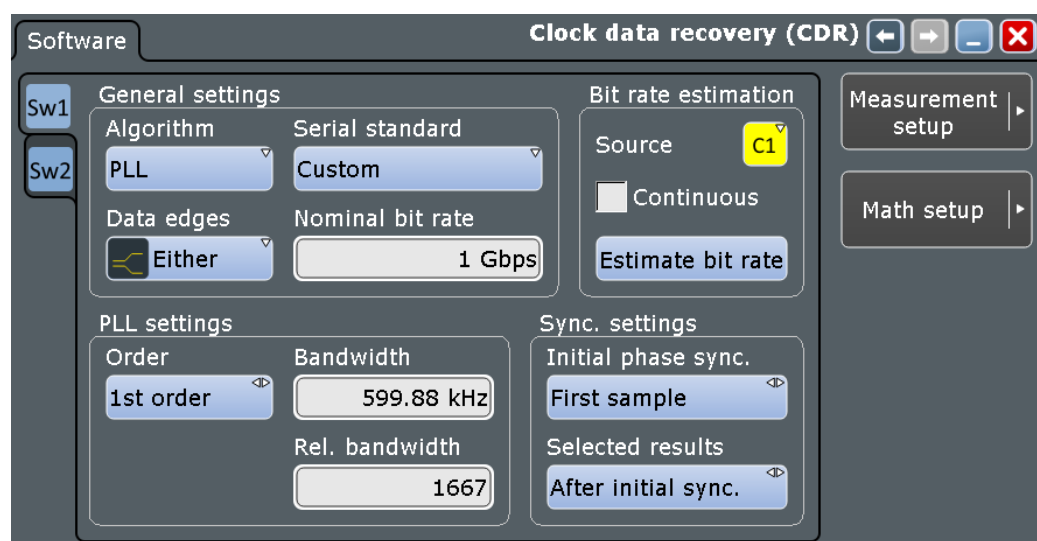 Software
Clock data recovery (CDR)
Sw1
Sw2
General settings
Algorithm
Serial standard
PLL
Custom
Data edges
Nominal bit rate
Either
1 Gbps
Bit rate estimation
Source
C1
Continuous
Estimate bit rate
PLL settings
Order
Bandwidth
1st order
599.88 kHz
Rel. bandwidth
1667
Sync. settings
Initial phase sync.
First sample
Selected results
After initial sync.
Measurement
setup
Math setup